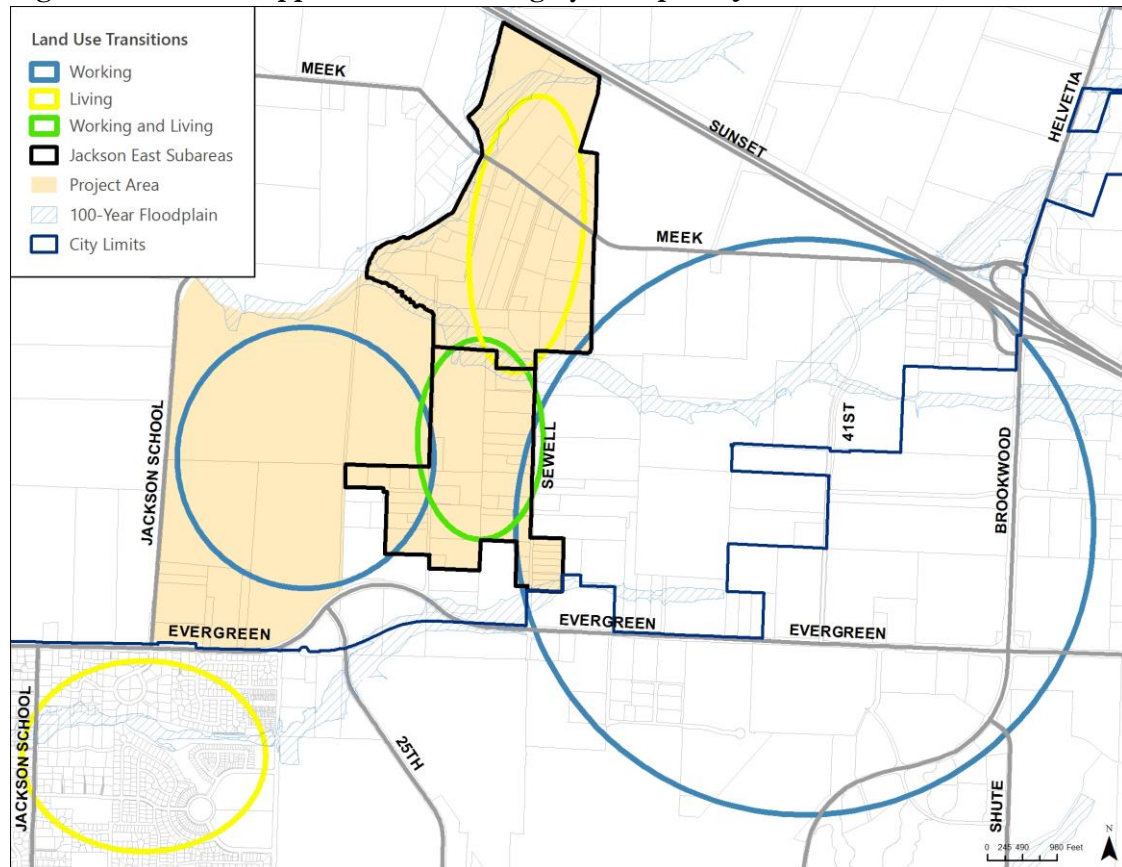 Land Use Transitions
Working
Living
Working and Living
Jackson East Subareas
Project Area
100-Year Floodplain
City Limits
MEEK
SUNSET
HELVETIA
MEEK
JACKSON SCHOOL
SEWELL
41ST
BROOKWOOD
EVERGREEN
EVERGREEN
EVERGREEN
JACKSON SCHOOL
25TH
SHUTE
N
0 245 490 980 Feet